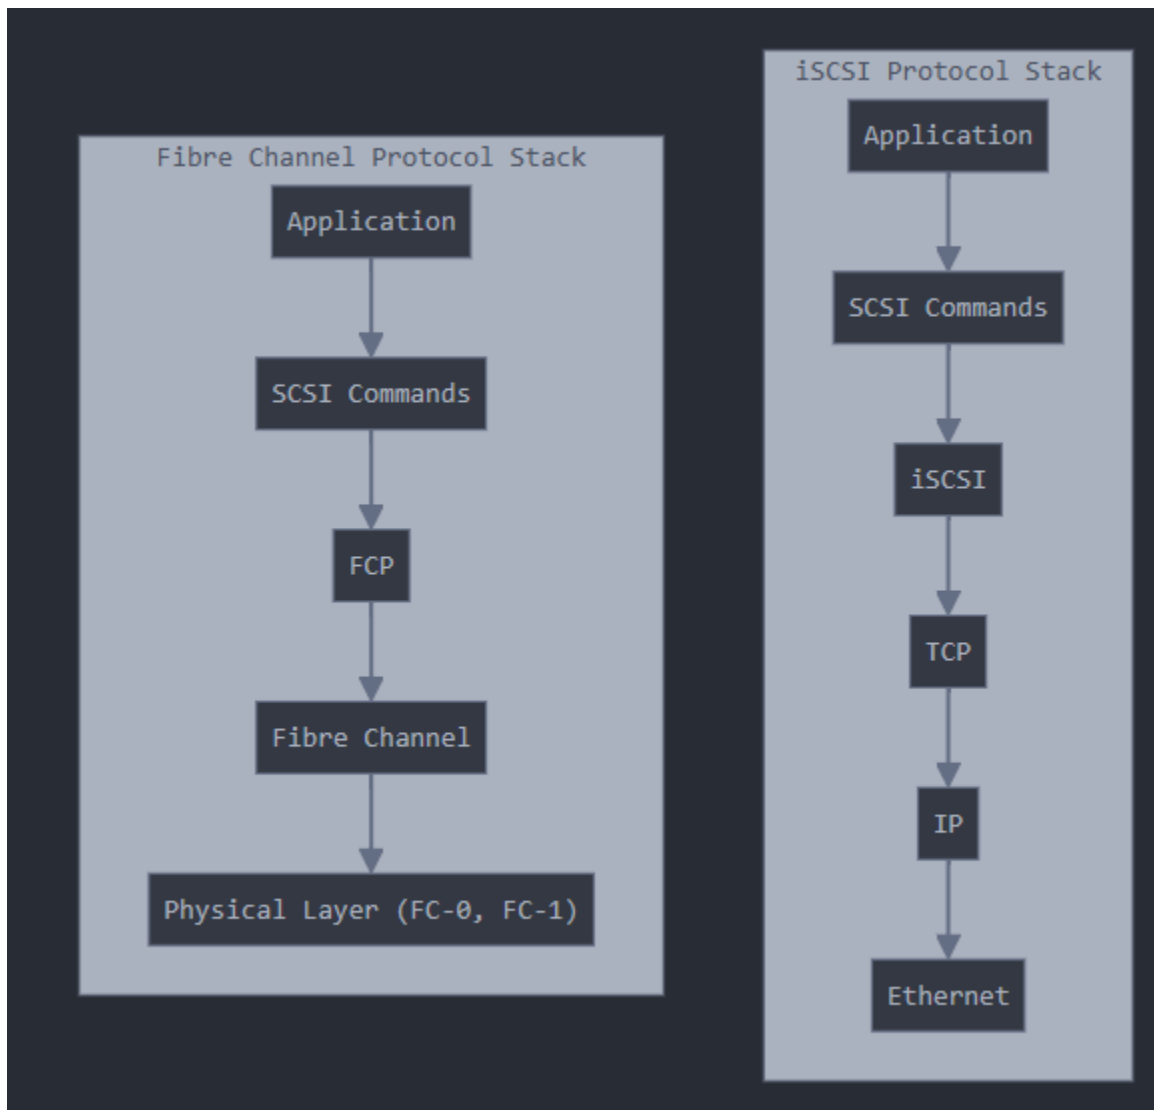 Fibre Channel Protocol Stack
Application
SCSI Commands
FCP
Fibre Channel
Physical Layer (FC-0, FC-1)
iSCSI Protocol Stack
Application
SCSI Commands
iSCSI
TCP
IP
Ethernet